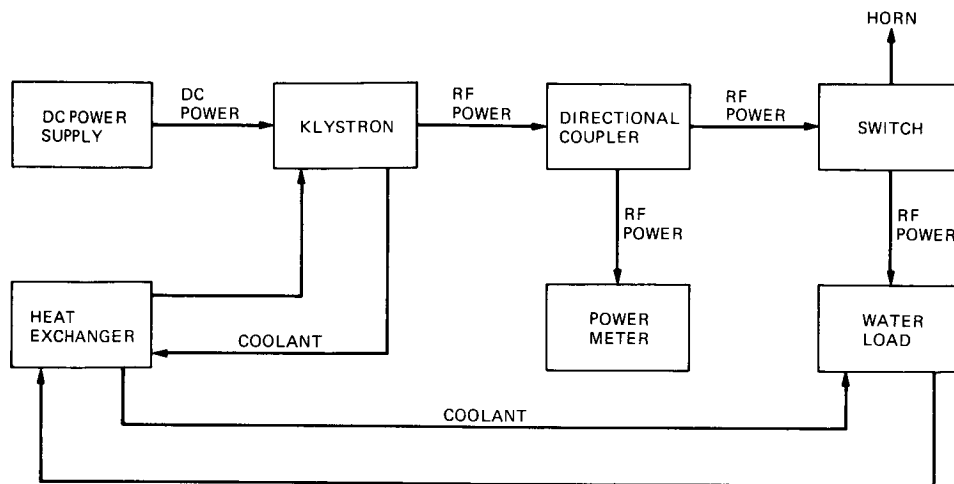 HORN
DC POWER
SUPPLY
DC
POWER
KLYSTRON
RF
POWER
DIRECTIONAL
COUPLER
RF POWER
SWITCH
RF
POWER
RF
POWER
HEAT
EXCHANGER
COOLANT
POWER
METER
WATER
LOAD
COOLANT